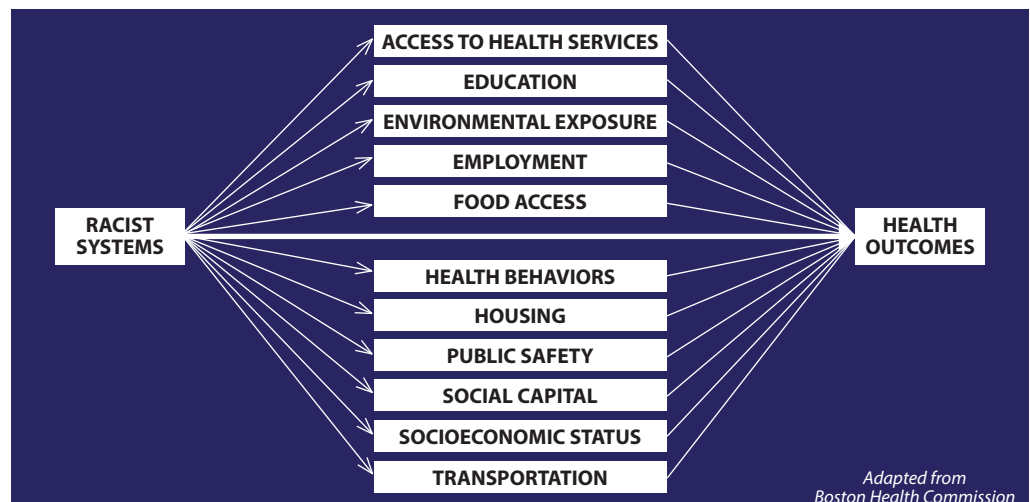 ACCESS TO HEALTH SERVICES
EDUCATION
ENVIRONMENTAL EXPOSURE
EMPLOYMENT
FOOD ACCESS
RACIST
SYSTEMS
HEALTH
OUTCOMES
HEALTH BEHAVIORS
HOUSING
PUBLIC SAFETY
SOCIAL CAPITAL
SOCIOECONOMIC STATUS
TRANSPORTATION
Adapted from
Boston Health Commission